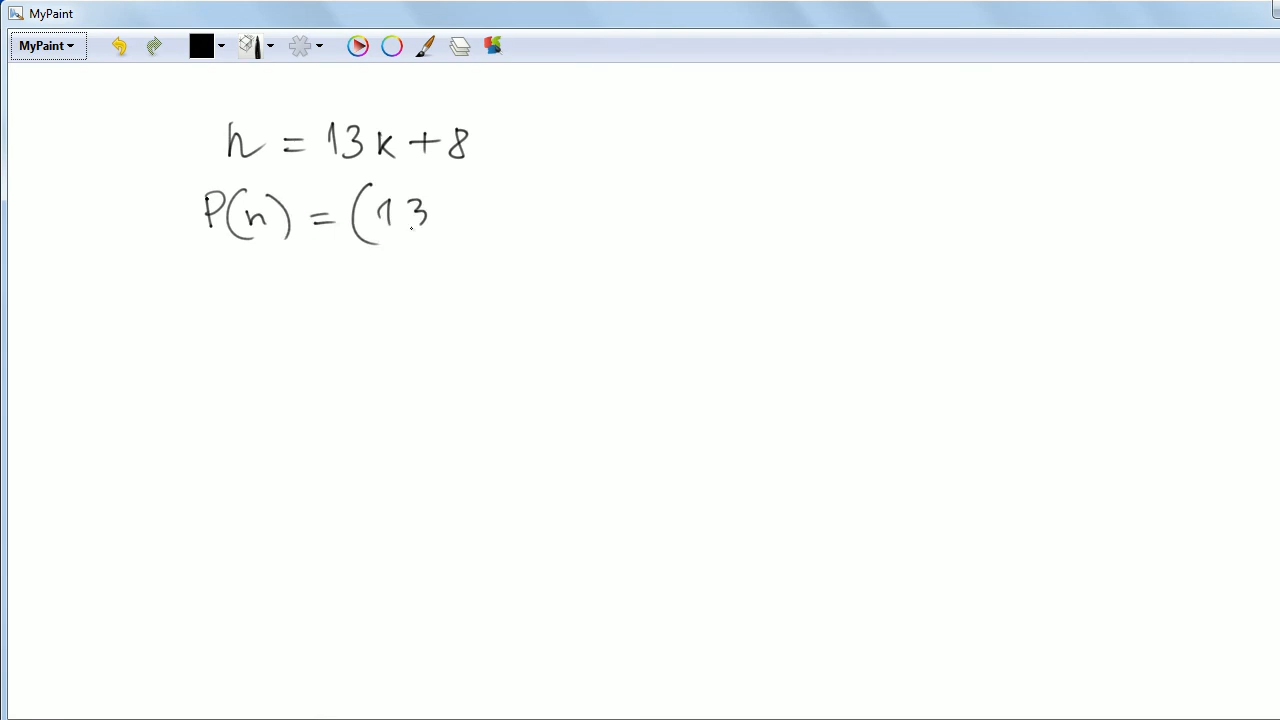 MyPaint
MyPaint
n = 13k+8
P(n) = (13